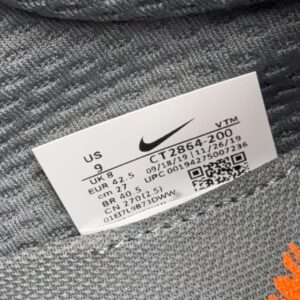 VTM
US
9
CT2864-200
UK 8
09/18/19 11/26/19
EUR 42.5
UPC 00194275007236
cm 27
BR 40.5
CN 270(2.5)